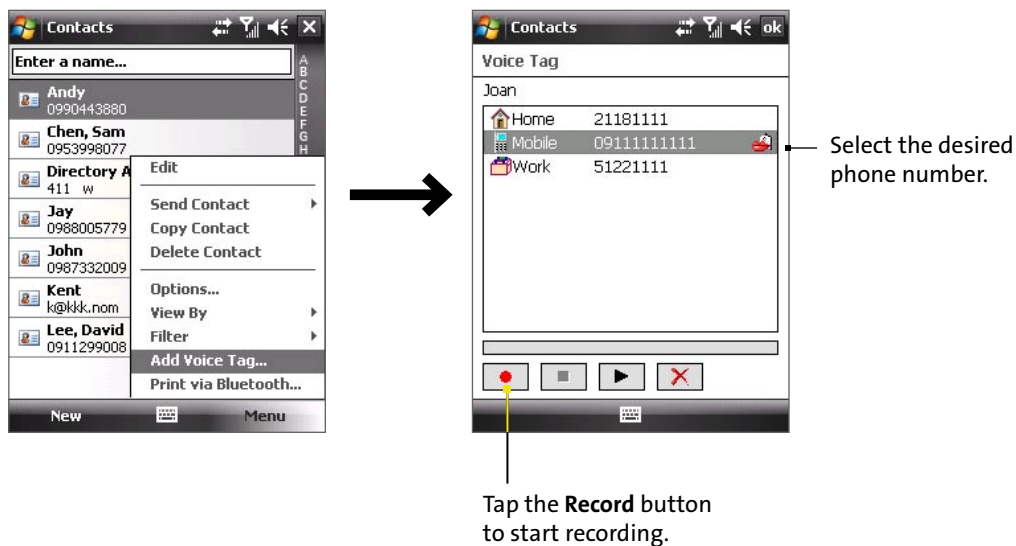 Contacts
Enter a name...
A
B
C
D
E
F
G
H
Andy
0990443880
Chen, Sam
0953998077
Directory A
411 w
Jay
0988005779
John
0987332009
Kent
k@kkk.nom
Lee, David
0911299008
Edit
Send Contact
Copy Contact
Delete Contact
Options...
View By
Filter
Add Voice Tag...
Print via Bluetooth...
New
Menu
Contacts
ok
Voice Tag
Joan
Home 21181111
Mobile 09111111111
Work 51221111
Select the desired
phone number.
Tap the Record button
to start recording.